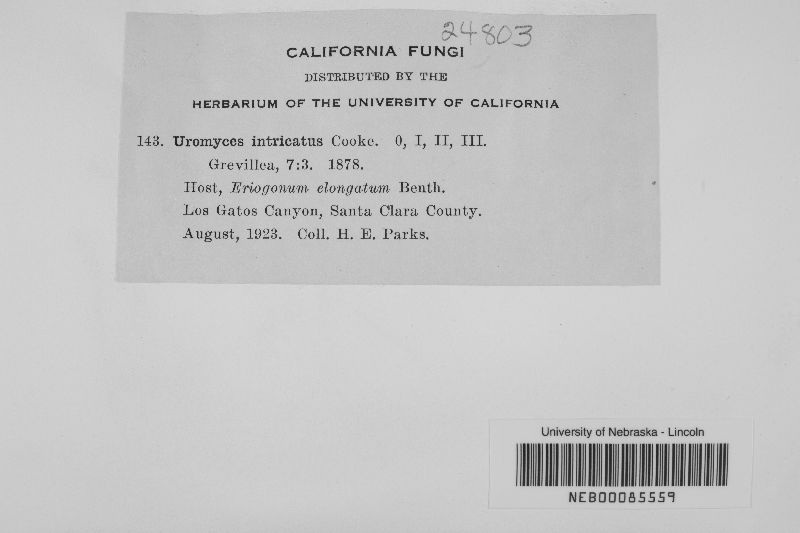 24803
CALIFORNIA FUNGI
DISTRIBUTED BY THE
HERBARIUM OF THE UNIVERSITY OF CALIFORNIA
143. Uromyces intricatus Cooke. 0, I, II, III.
Grevillea, 7:3. 1878.
Host, Eriogonum elongatum Benth.
Los Gatos Canyon, Santa Clara County.
August, 1923. Coll. H. E. Parks.
University of Nebraska - Lincoln
NEB00085559